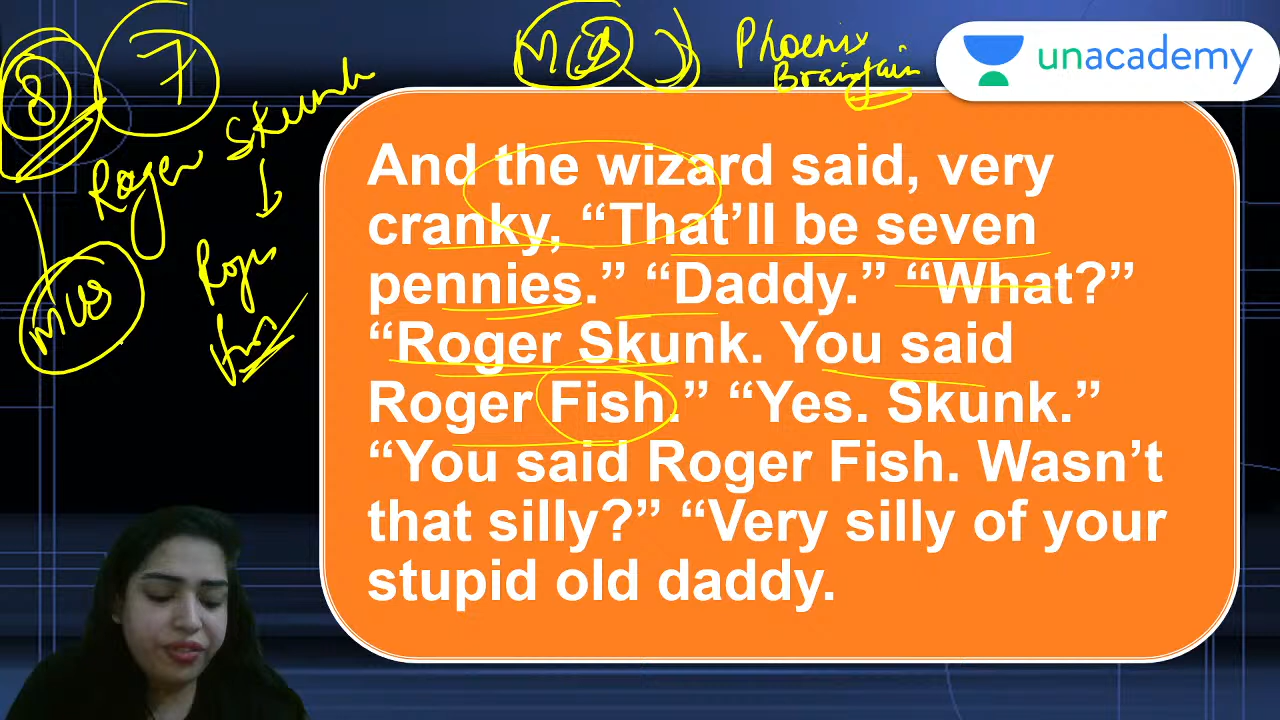 8 7
Roger Skunk
Phoenix
unacademy
And the wizard said, very
cranky, “That’ll be seven
pennies.” “Daddy.” “What?”
“Roger Skunk. You said
Roger Fish.” “Yes. Skunk.”
“You said Roger Fish. Wasn’t
that silly?” “Very silly of your
stupid old daddy.